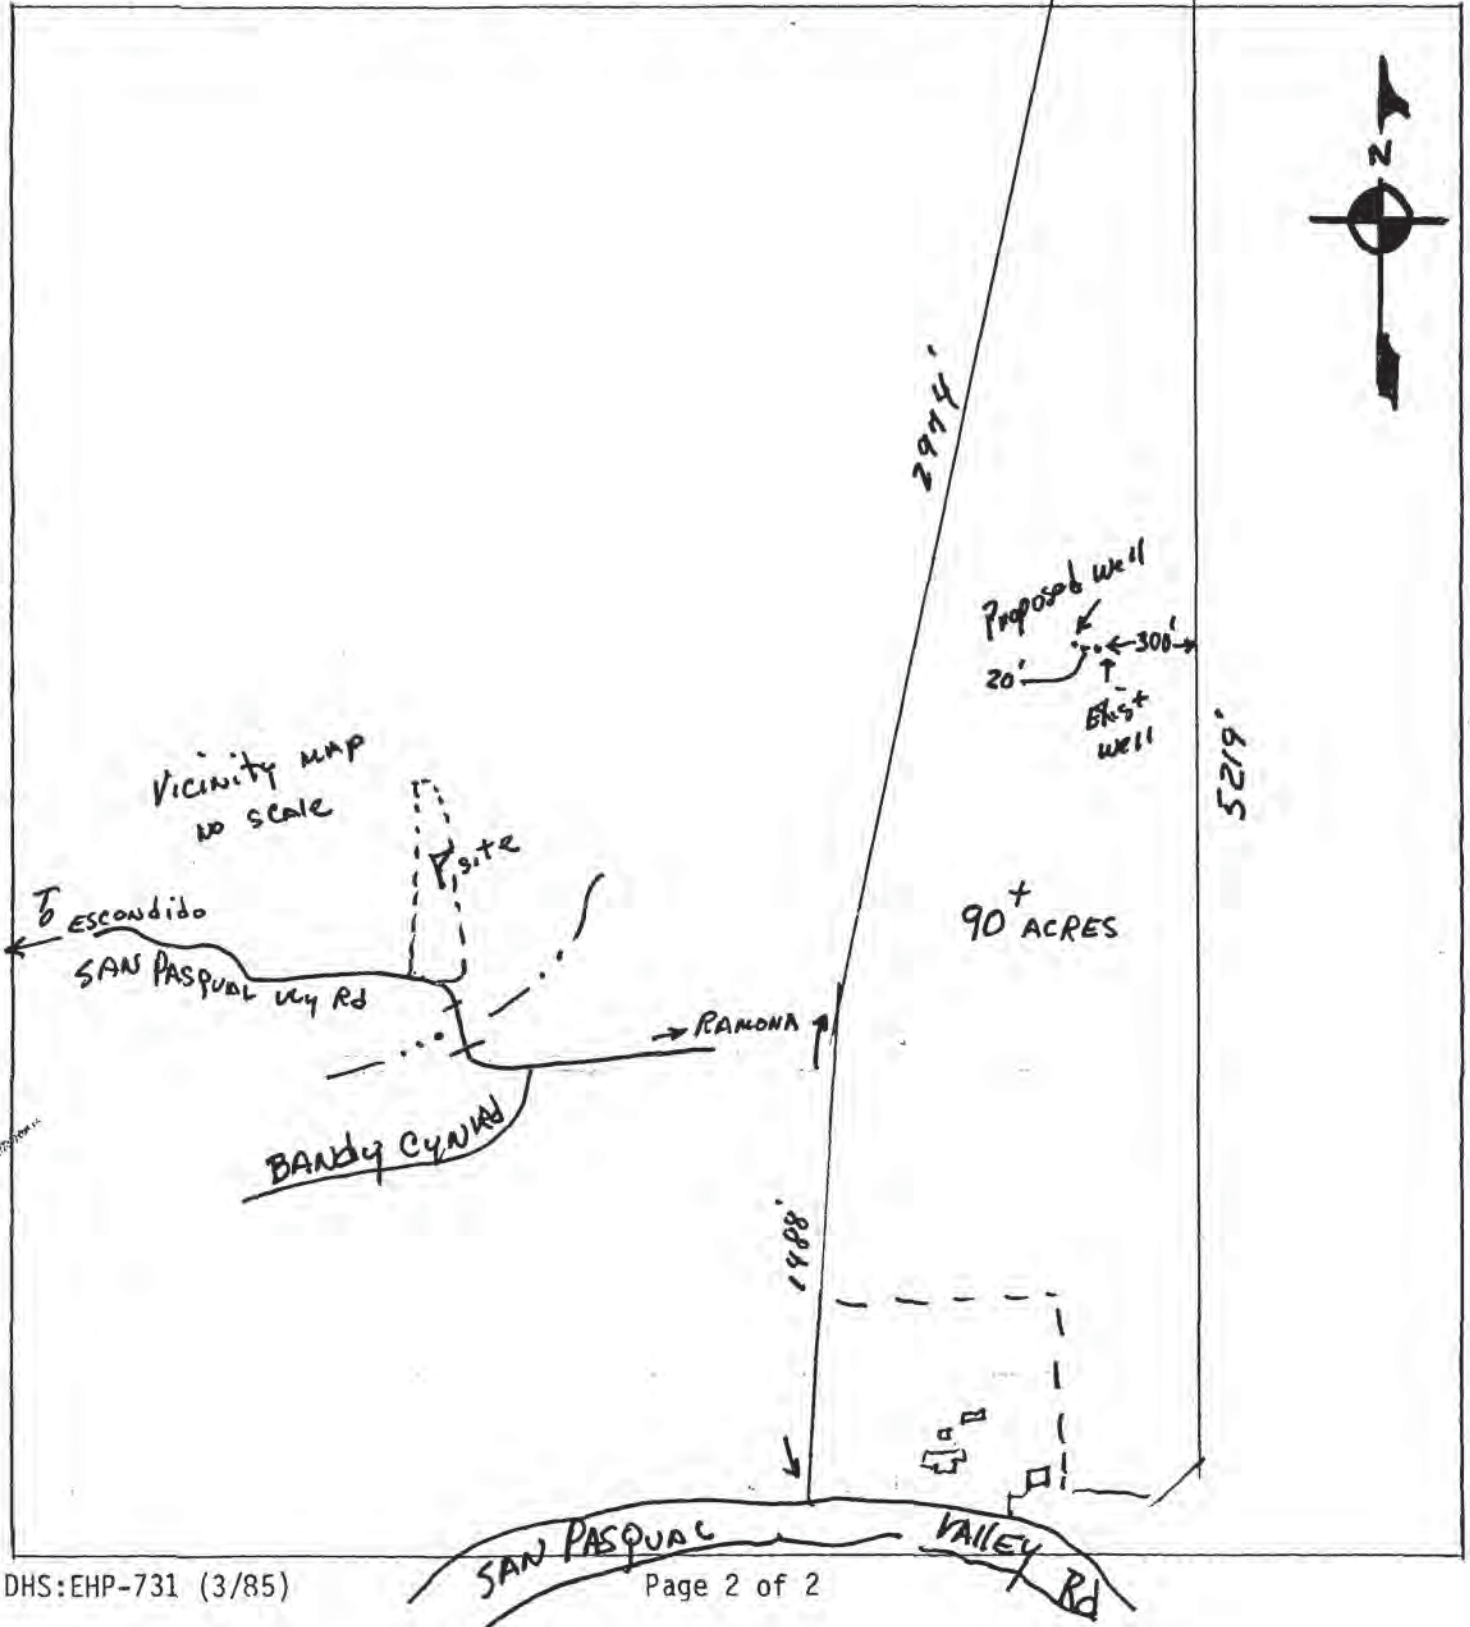 N
2974'
Proposed well
300'
20'
Exist
well
5219'
Vicinity MAP
NO SCALE
site
To ESCONDIDO
SAN PASQUAL Vly Rd
90± ACRES
RAMONA
BANDY CYN Rd
1488'
SAN PASQUAL VALLEY Rd
DHS:EHP-731 (3/85)
Page 2 of 2